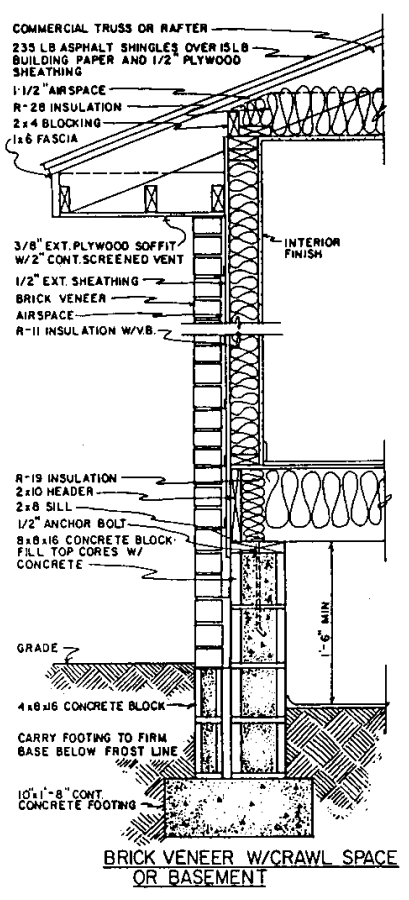 COMMERCIAL TRUSS OR RAFTER
235 LB ASPHALT SHINGLES OVER 15LB
BUILDING PAPER AND 1/2" PLYWOOD
SHEATHING
1-1/2" AIRSPACE
R-28 INSULATION
2x4 BLOCKING
1x6 FASCIA
3/8" EXT. PLYWOOD SOFFIT
W/2" CONT. SCREENED VENT
INTERIOR
FINISH
1/2" EXT. SHEATHING
BRICK VENEER
AIRSPACE
R-11 INSULATION W/V.B.
R-19 INSULATION
2x10 HEADER
2x8 SILL
1/2" ANCHOR BOLT
8x8x16 CONCRETE BLOCK-
FILL TOP CORES W/
CONCRETE
1'-6" MIN
GRADE
4x8x16 CONCRETE BLOCK
CARRY FOOTING TO FIRM
BASE BELOW FROST LINE
10"x1'-8" CONT.
CONCRETE FOOTING
BRICK VENEER W/CRAWL SPACE
OR BASEMENT